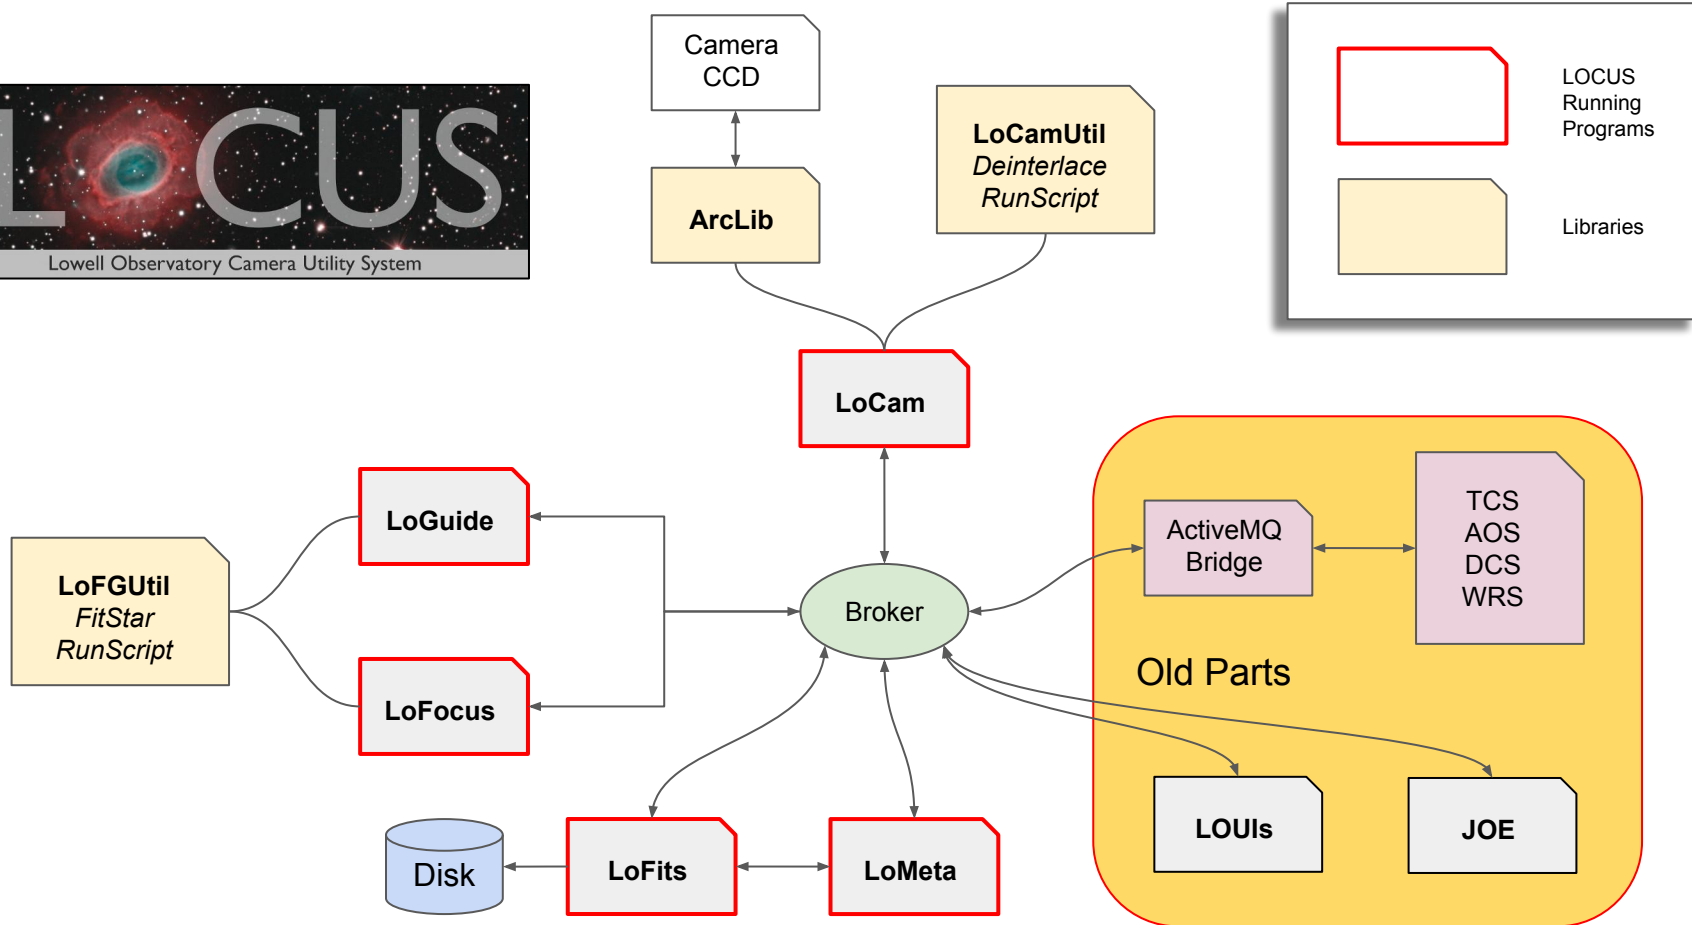 LOCUS
Lowell Observatory Camera Utility System
Camera
CCD
ArcLib
LoCamUtil
Deinterlace
RunScript
LOCUS
Running
Programs
Libraries
LoCam
LoGuide
LoFGUtil
FitStar
RunScript
LoFocus
Broker
ActiveMQ
Bridge
TCS
AOS
DCS
WRS
Old Parts
LOUIs
JOE
Disk
LoFits
LoMeta